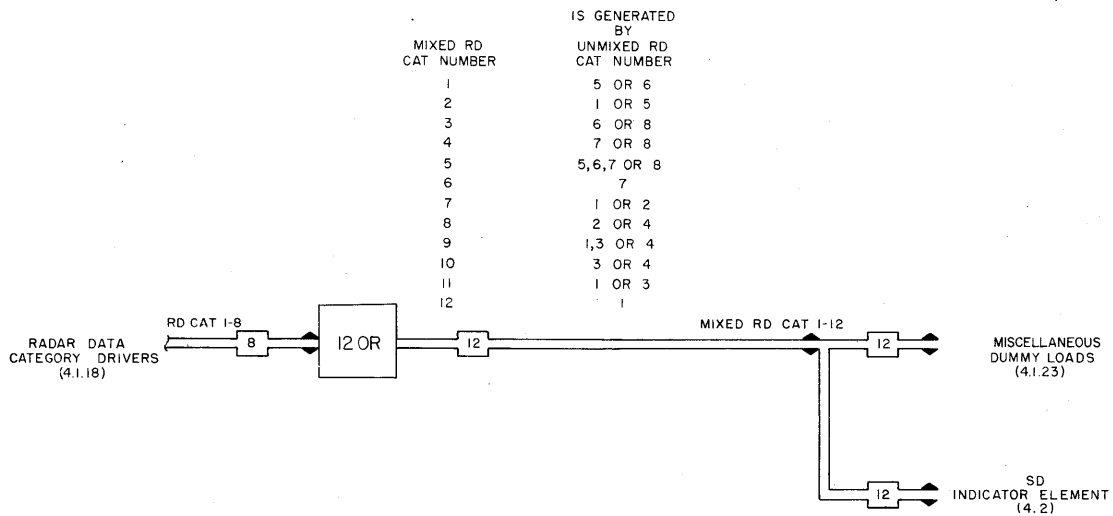 IS GENERATED
BY
MIXED RD UNMIXED RD
CAT NUMBER CAT NUMBER
1 5 OR 6
2 1 OR 5
3 6 OR 8
4 7 OR 8
5 5,6,7 OR 8
6 7
7 1 OR 2
8 2 OR 4
9 1,3 OR 4
10 3 OR 4
11 1 OR 3
12 1
RD CAT 1-8
MIXED RD CAT 1-12
RADAR DATA
CATEGORY DRIVERS
(4.1.18)
8
12 OR
12
12
MISCELLANEOUS
DUMMY LOADS
(4.1.23)
12
SD
INDICATOR ELEMENT
(4.2)